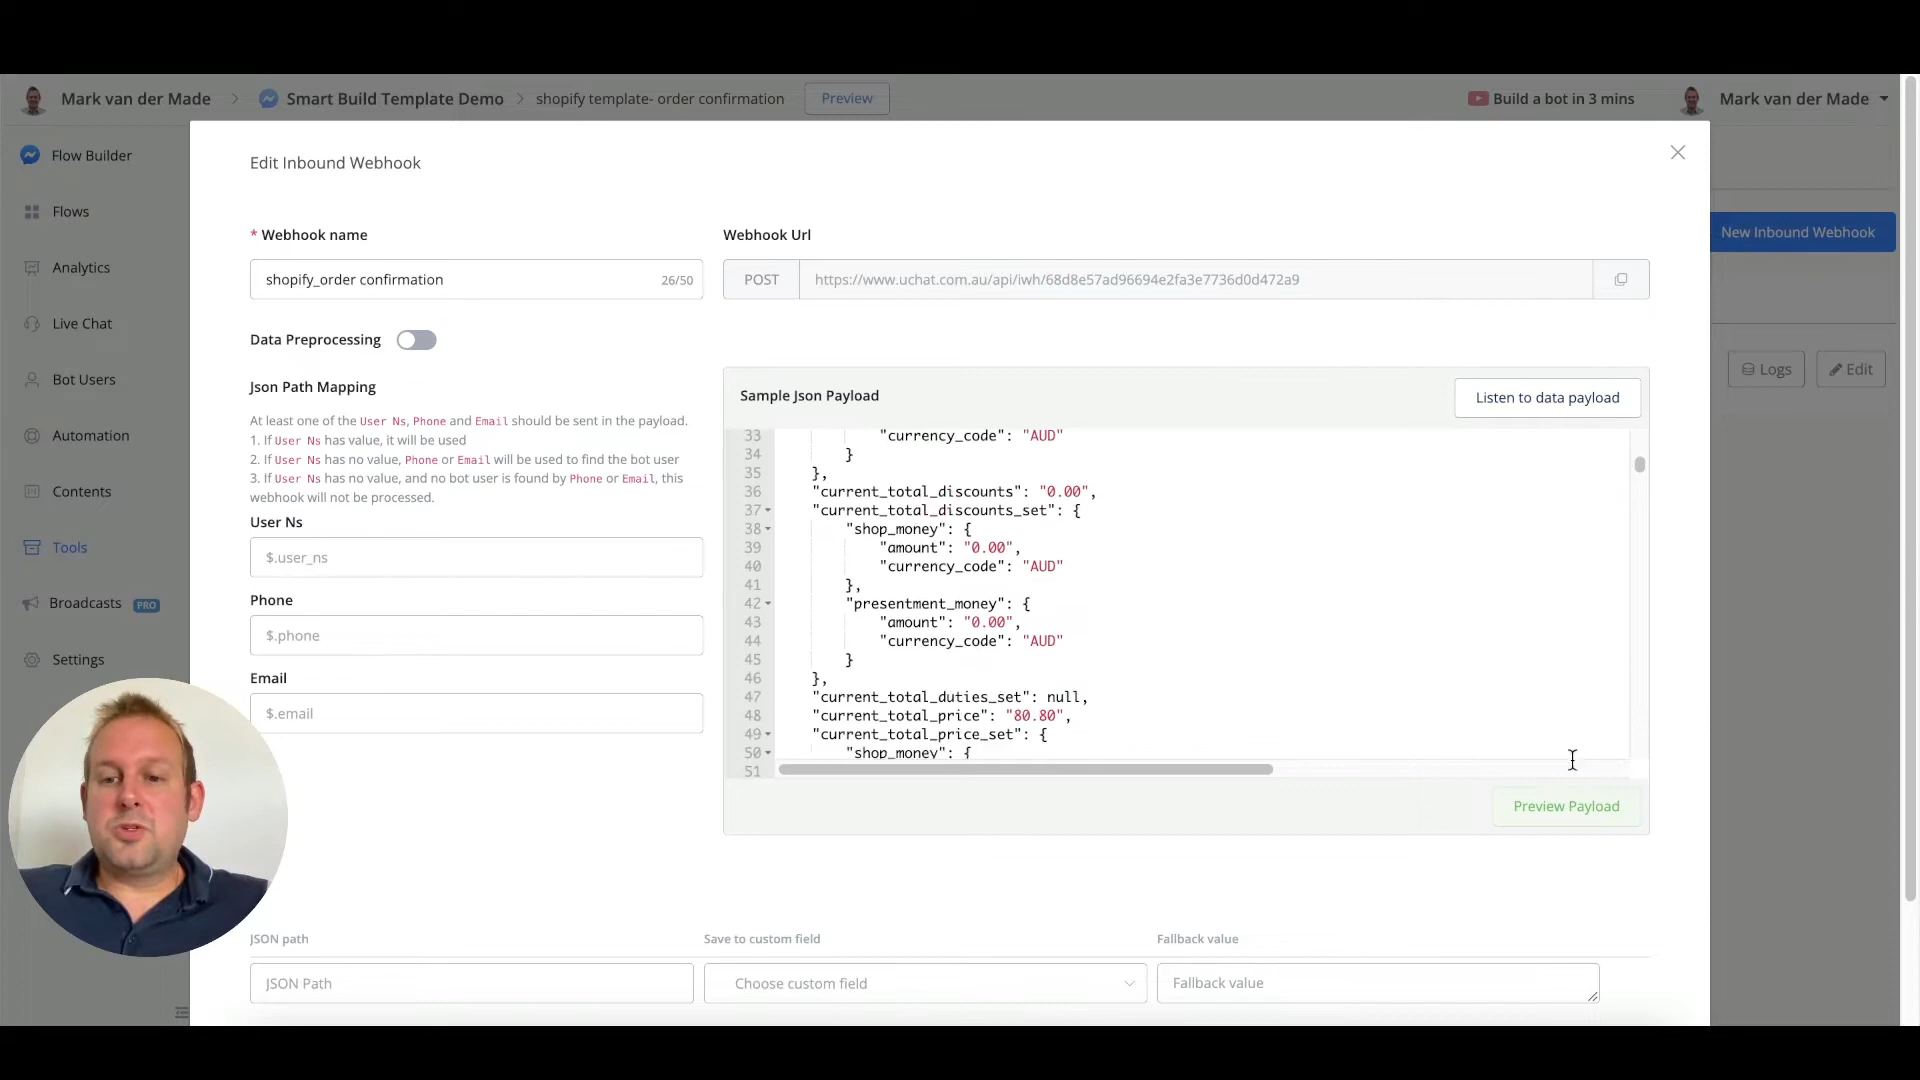 Mark van der Made > Smart Build Template Demo > shopify template- order confirmation Preview
Build a bot in 3 mins Mark van der Made
Flow Builder
Flows
Analytics
Live Chat
Bot Users
Automation
Contents
Tools
Broadcasts PRO
Settings
New Inbound Webhook
Logs Edit
Edit Inbound Webhook
* Webhook name
shopify_order confirmation 26/50
Webhook Url
POST https://www.uchat.com.au/api/iwh/68d8e57ad96694e2fa3e7736d0d472a9
Data Preprocessing
Json Path Mapping
At least one of the User Ns, Phone and Email should be sent in the payload.
1. If User Ns has value, it will be used
2. If User Ns has no value, Phone or Email will be used to find the bot user
3. If User Ns has no value, and no bot user is found by Phone or Email, this
webhook will not be processed.
User Ns
$.user_ns
Phone
$.phone
Email
$.email
Sample Json Payload
Listen to data payload
33 "currency_code": "AUD"
34 }
35 },
36 "current_total_discounts": "0.00",
37 "current_total_discounts_set": {
38 "shop_money": {
39 "amount": "0.00",
40 "currency_code": "AUD"
41 },
42 "presentment_money": {
43 "amount": "0.00",
44 "currency_code": "AUD"
45 }
46 },
47 "current_total_duties_set": null,
48 "current_total_price": "80.80",
49 "current_total_price_set": {
50 "shop_money": {
51
Preview Payload
JSON path Save to custom field Fallback value
JSON Path Choose custom field Fallback value